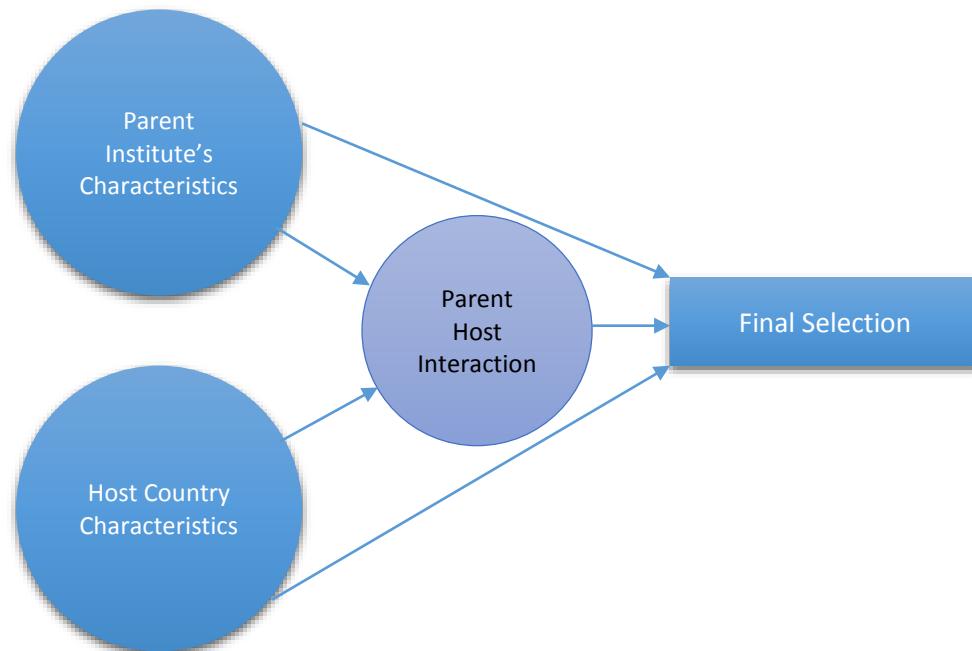 Parent
Institute’s
Characteristics
Parent
Host
Interaction
Final Selection
Host Country
Characteristics